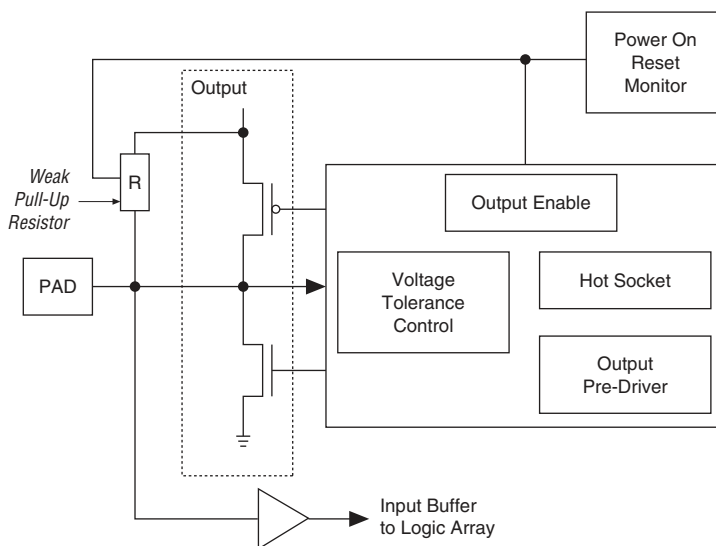 Power On
Reset
Monitor
Output
Weak
Pull-Up
Resistor
R
Output Enable
PAD
Voltage
Tolerance
Control
Hot Socket
Output
Pre-Driver
Input Buffer
to Logic Array